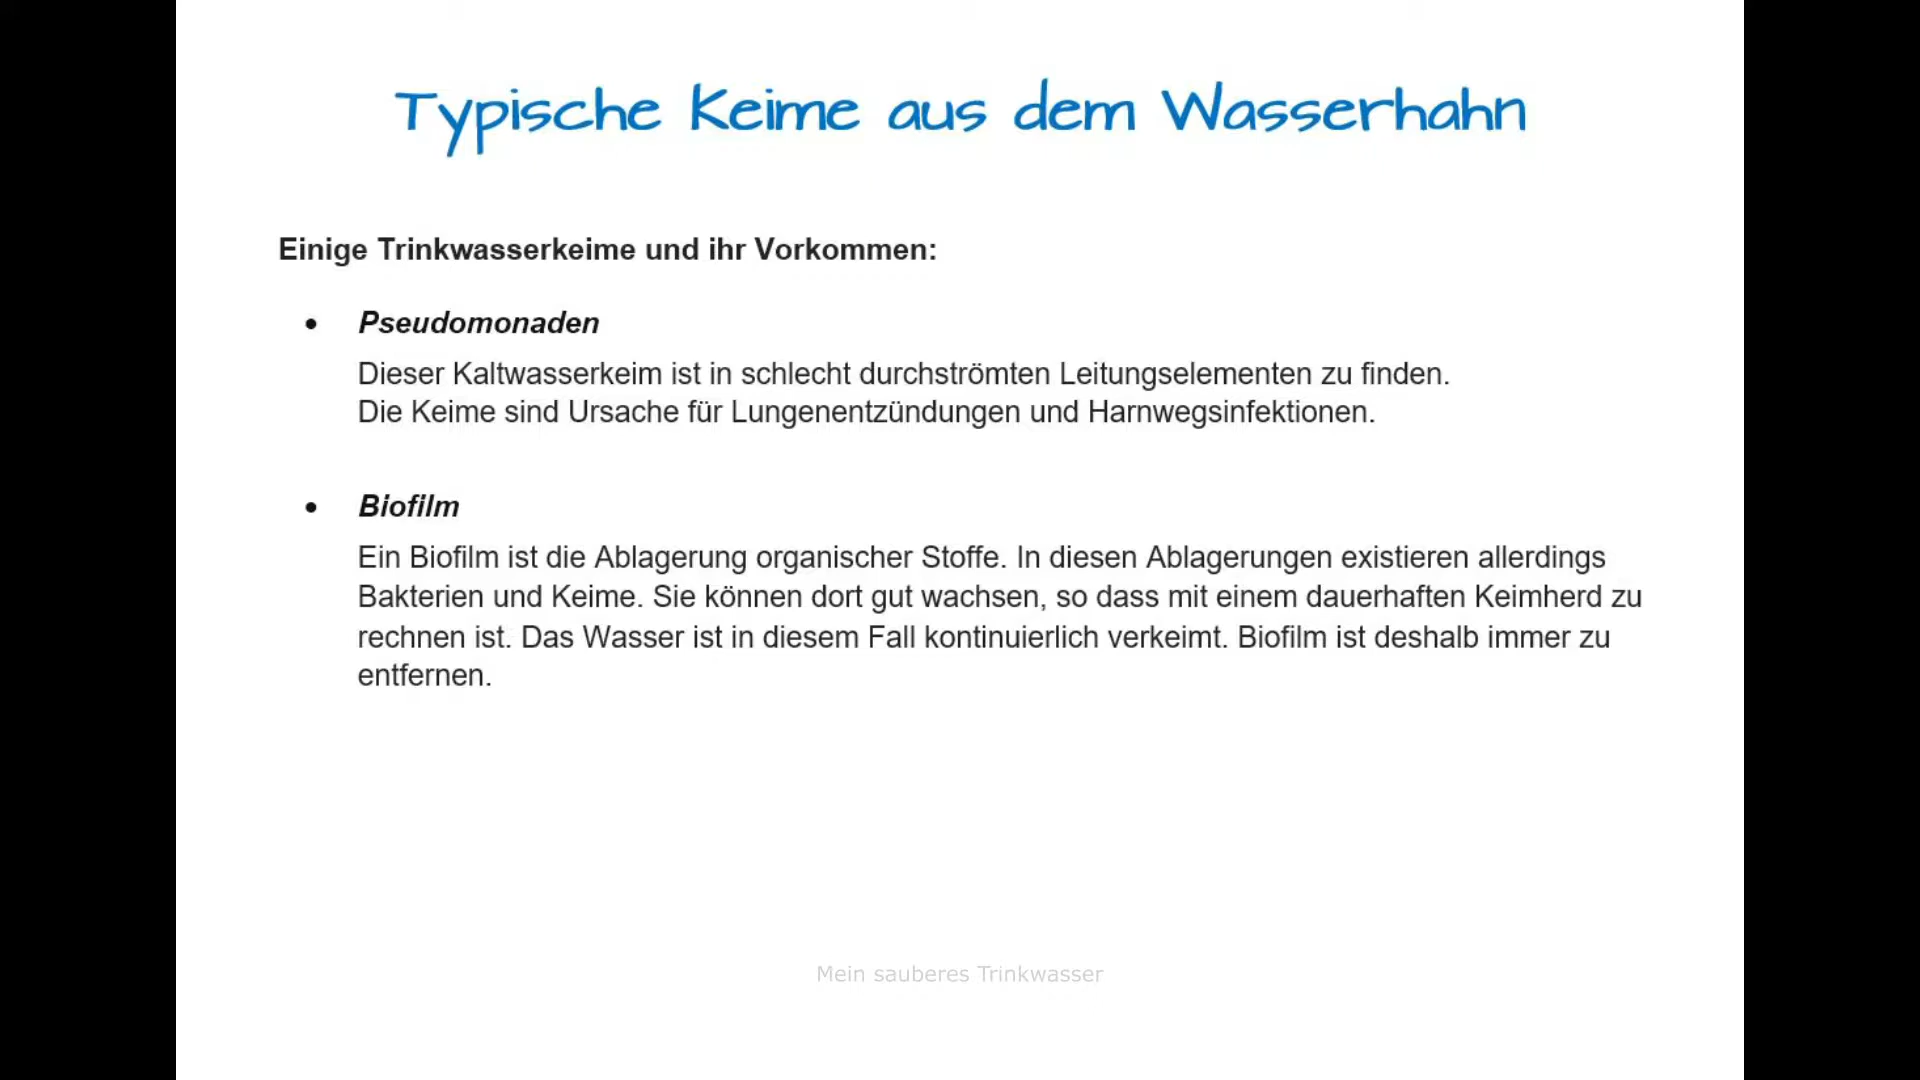 Typische Keime aus dem Wasserhahn
Einige Trinkwasserkeime und ihr Vorkommen:
• Pseudomonaden
Dieser Kaltwasserkeim ist in schlecht durchströmten Leitungselementen zu finden.
Die Keime sind Ursache für Lungenentzündungen und Harnwegsinfektionen.
• Biofilm
Ein Biofilm ist die Ablagerung organischer Stoffe. In diesen Ablagerungen existieren allerdings
Bakterien und Keime. Sie können dort gut wachsen, so dass mit einem dauerhaften Keimherd zu
rechnen ist. Das Wasser ist in diesem Fall kontinuierlich verkeimt. Biofilm ist deshalb immer zu
entfernen.
Mein sauberes Trinkwasser